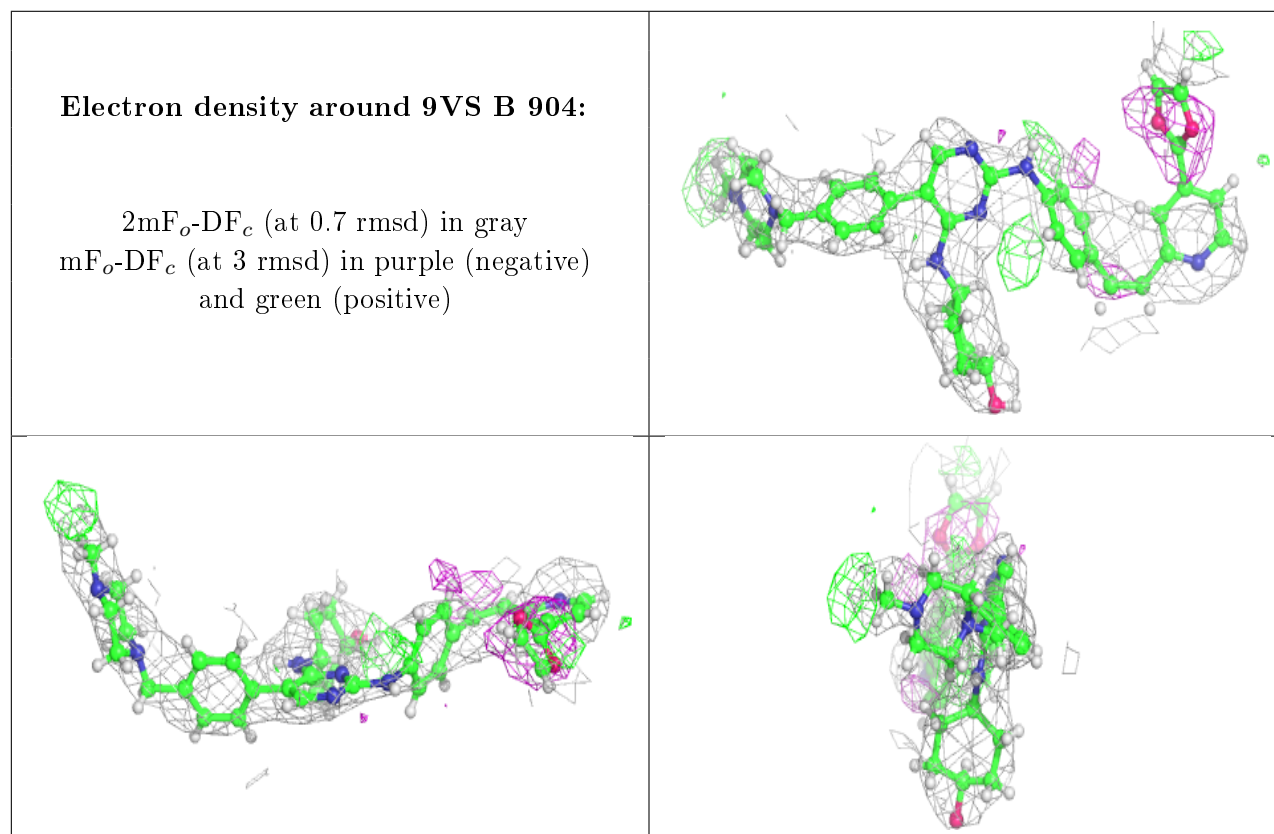 Electron density around 9VS B 904:
2mFₒ-DF𝒸 (at 0.7 rmsd) in gray
mFₒ-DF𝒸 (at 3 rmsd) in purple (negative)
and green (positive)